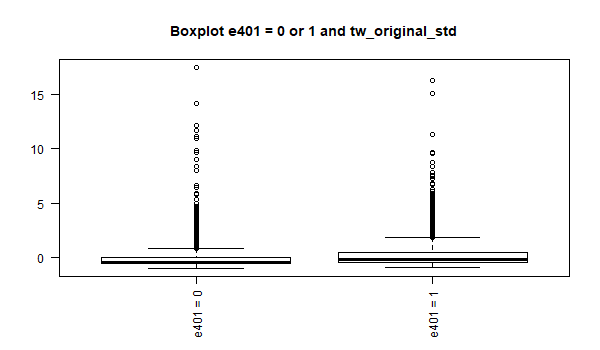 Boxplot e401 = 0 or 1 and tw_original_std
15
10
5
0
e401 = 0
e401 = 1